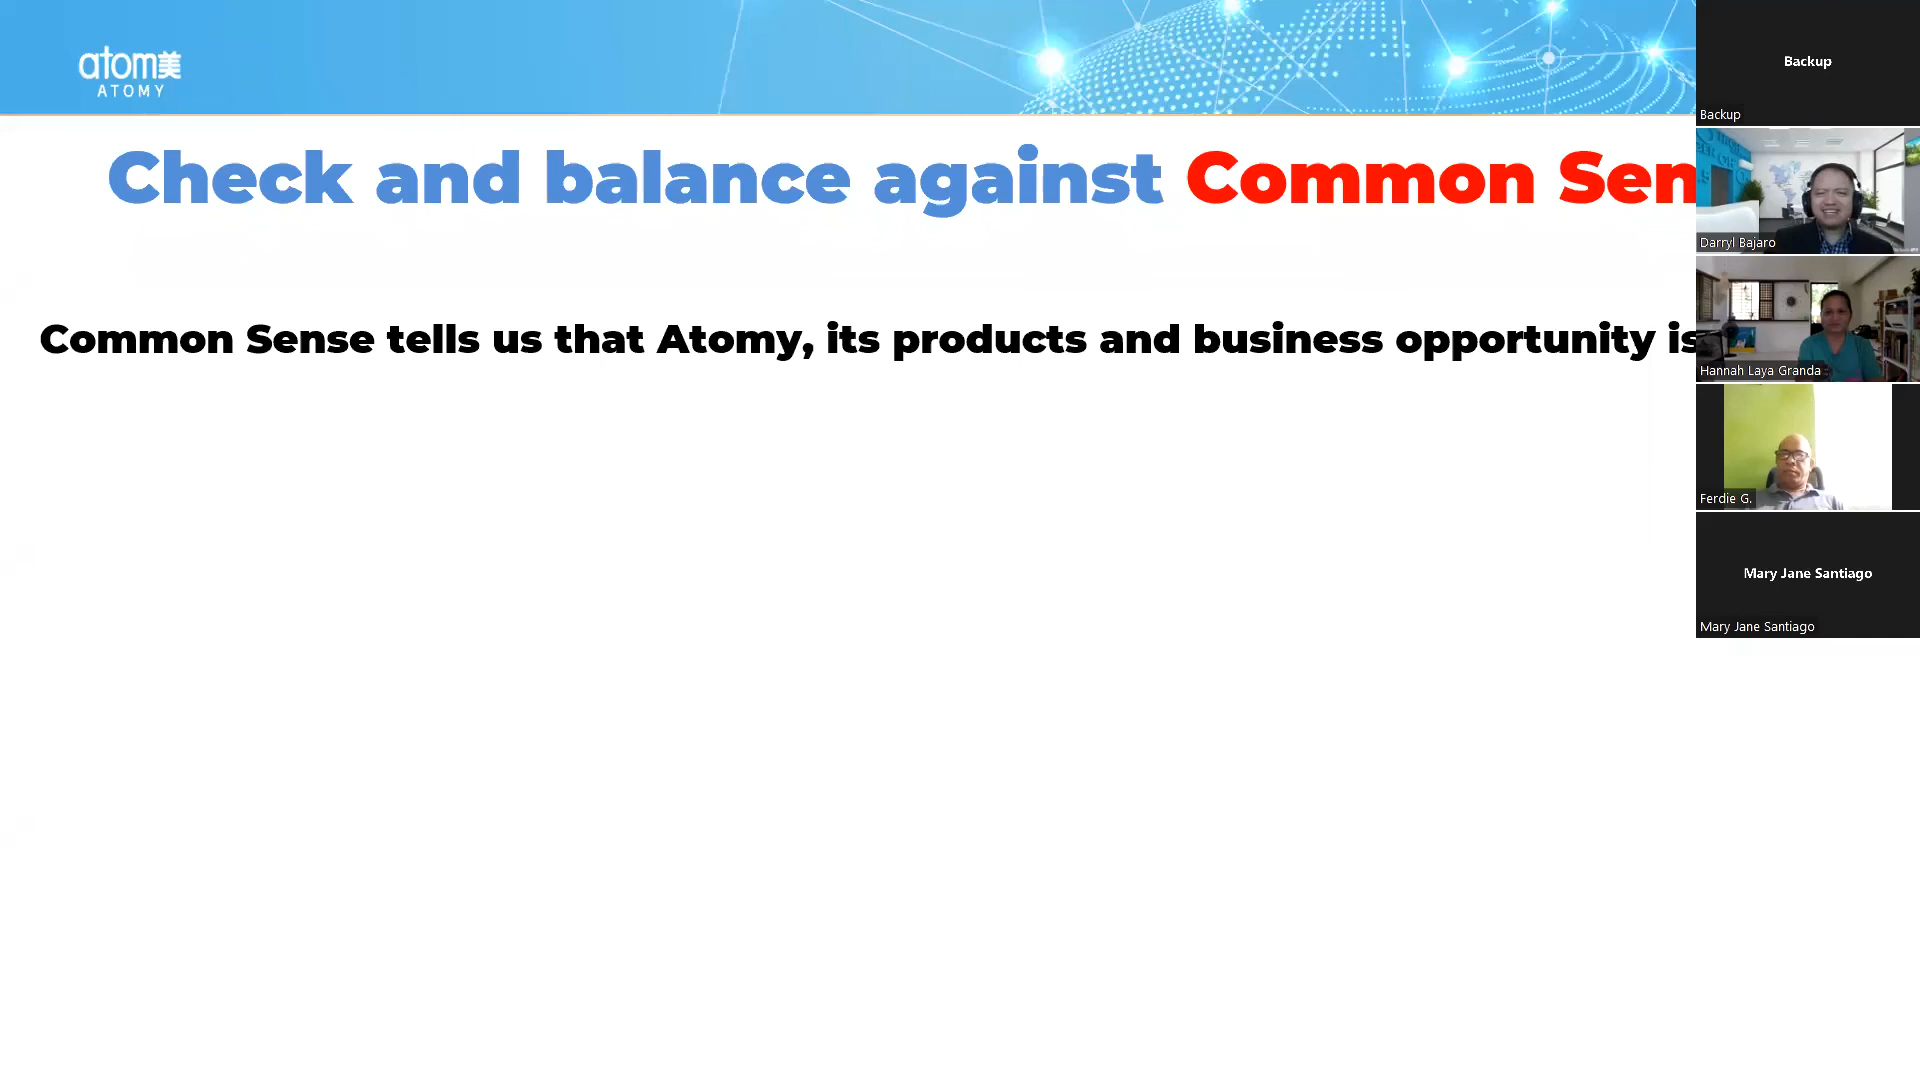 atom美
ATOMY
Check and balance against Common Sen
Common Sense tells us that Atomy, its products and business opportunity is
Backup
Backup
Darryl Bajaro
Hannah Laya Granda
Ferdie G.
Mary Jane Santiago
Mary Jane Santiago